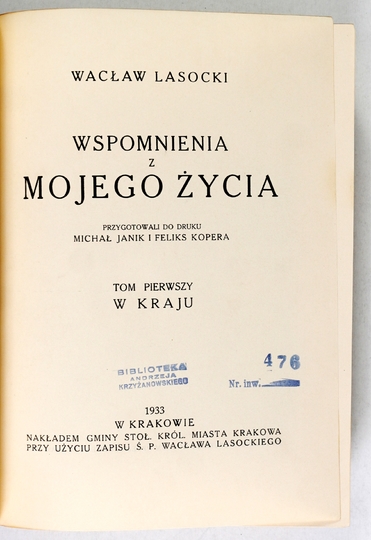 WACŁAW LASOCKI
WSPOMNIENIA
Z
MOJEGO ŻYCIA
PRZYGOTOWALI DO DRUKU
MICHAŁ JANIK I FELIKS KOPERA
TOM PIERWSZY
W KRAJU
BIBLIOTEKA
ANDRZEJA
KRZYŻANOWSKIEGO
476
Nr. inw.
1933
W KRAKOWIE
NAKŁADEM GMINY STOŁ. KRÓL. MIASTA KRAKOWA
PRZY UŻYCIU ZAPISU Ś. P. WACŁAWA LASOCKIEGO